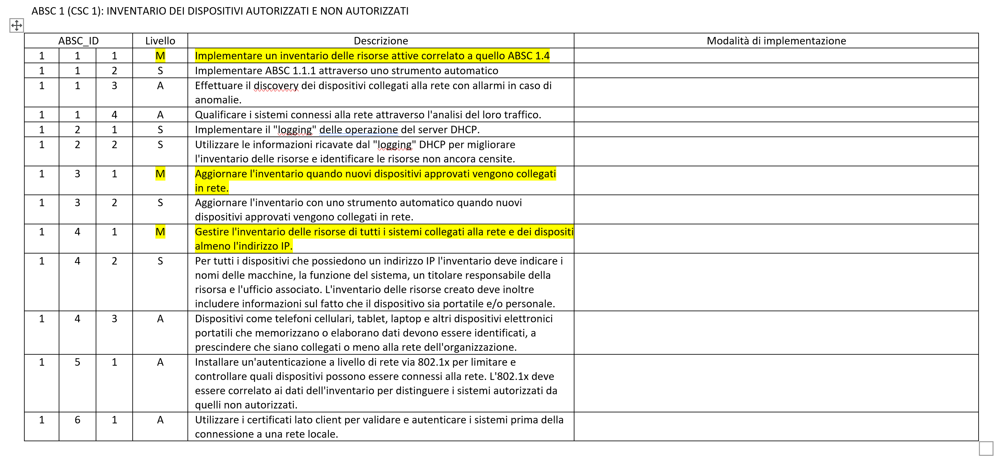 ABSC 1 (CSC 1): INVENTARIO DEI DISPOSITIVI AUTORIZZATI E NON AUTORIZZATI
ABSC_ID Livello Descrizione Modalità di implementazione
1 1 1 M Implementare un inventario delle risorse attive correlato a quello ABSC 1.4
1 1 2 S Implementare ABSC 1.1.1 attraverso uno strumento automatico
1 1 3 A Effettuare il discovery dei dispositivi collegati alla rete con allarmi in caso di
anomalie.
1 1 4 A Qualificare i sistemi connessi alla rete attraverso l'analisi del loro traffico.
1 2 1 S Implementare il "logging" delle operazione del server DHCP.
1 2 2 S Utilizzare le informazioni ricavate dal "logging" DHCP per migliorare
l'inventario delle risorse e identificare le risorse non ancora censite.
1 3 1 M Aggiornare l'inventario quando nuovi dispositivi approvati vengono collegati
in rete.
1 3 2 S Aggiornare l'inventario con uno strumento automatico quando nuovi
dispositivi approvati vengono collegati in rete.
1 4 1 M Gestire l'inventario delle risorse di tutti i sistemi collegati alla rete e dei dispositi
almeno l'indirizzo IP.
1 4 2 S Per tutti i dispositivi che possiedono un indirizzo IP l'inventario deve indicare i
nomi delle macchine, la funzione del sistema, un titolare responsabile della
risorsa e l'ufficio associato. L'inventario delle risorse creato deve inoltre
includere informazioni sul fatto che il dispositivo sia portatile e/o personale.
1 4 3 A Dispositivi come telefoni cellulari, tablet, laptop e altri dispositivi elettronici
portatili che memorizzano o elaborano dati devono essere identificati, a
prescindere che siano collegati o meno alla rete dell'organizzazione.
1 5 1 A Installare un'autenticazione a livello di rete via 802.1x per limitare e
controllare quali dispositivi possono essere connessi alla rete. L'802.1x deve
essere correlato ai dati dell'inventario per distinguere i sistemi autorizzati da
quelli non autorizzati.
1 6 1 A Utilizzare i certificati lato client per validare e autenticare i sistemi prima della
connessione a una rete locale.